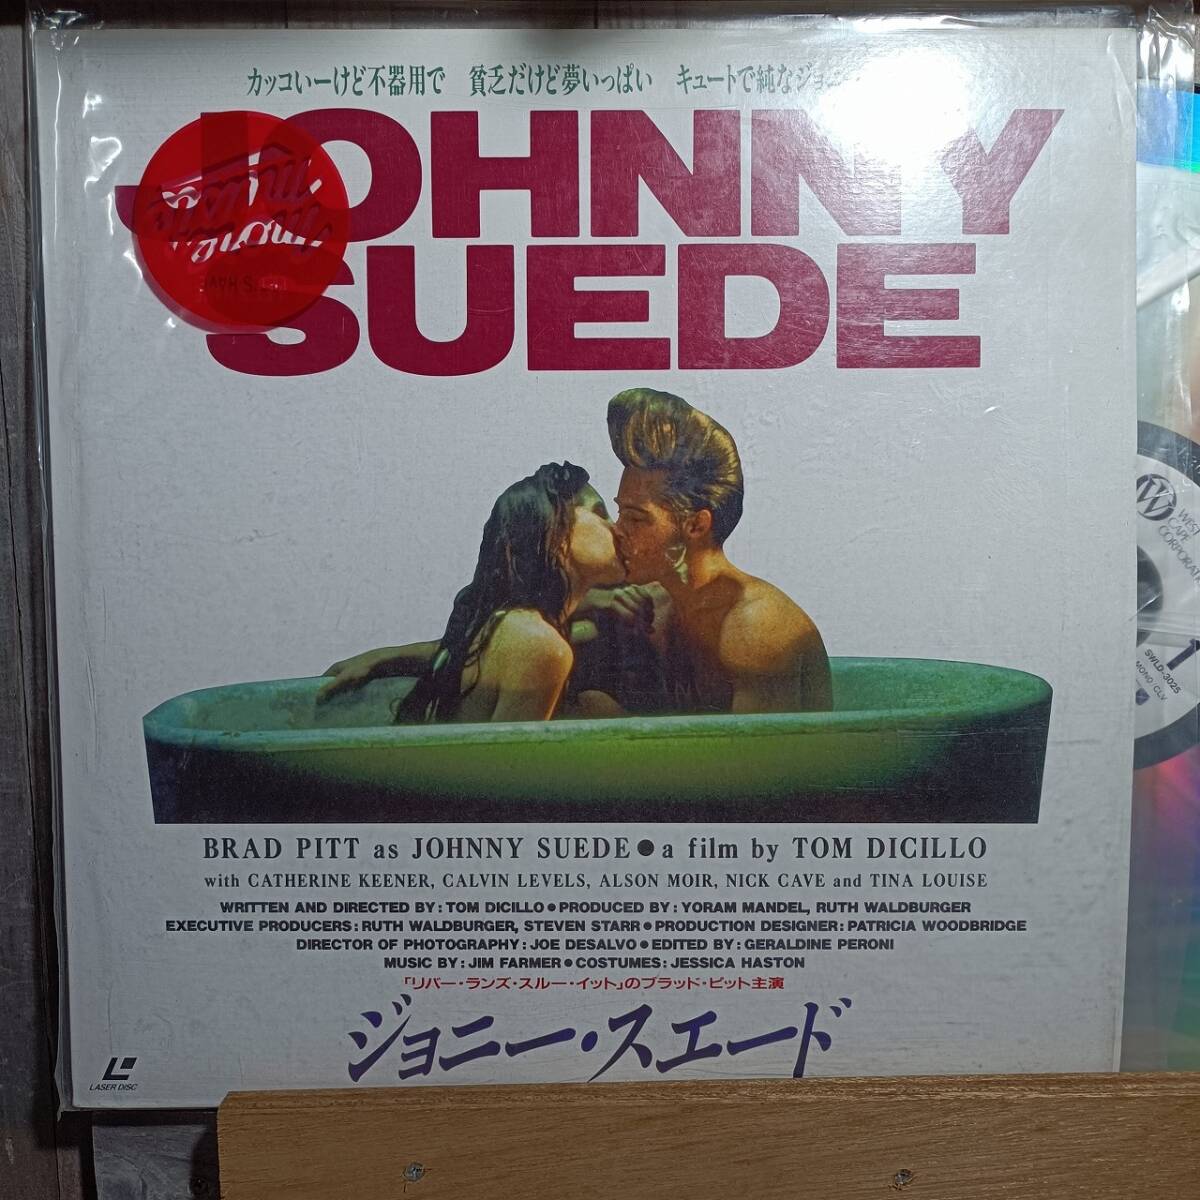 カッコいーけど不器用で 貧乏だけど夢いっぱい キュートで純なジョニ
JOHNNY
SUEDE
BRAD PITT as JOHNNY SUEDE ● a film by TOM DICILLO
with CATHERINE KEENER, CALVIN LEVELS, ALSON MOIR, NICK CAVE and TINA LOUISE
WRITTEN AND DIRECTED BY : TOM DICILLO ● PRODUCED BY : YORAM MANDEL, RUTH WALDBURGER
EXECUTIVE PRODUCERS : RUTH WALDBURGER, STEVEN STARR ● PRODUCTION DESIGNER : PATRICIA WOODBRIDGE
DIRECTOR OF PHOTOGRAPHY : JOE DESALVO ● EDITED BY : GERALDINE PERONI
MUSIC BY : JIM FARMER ● COSTUMES : JESSICA HASTON
「リバー・ランズ・スルー・イット」のブラッド・ピット主演
ジョニー・スエード
LASER DISC
WEST
CAPE
CORPORA
1
SWLD-3025
MONO CLV